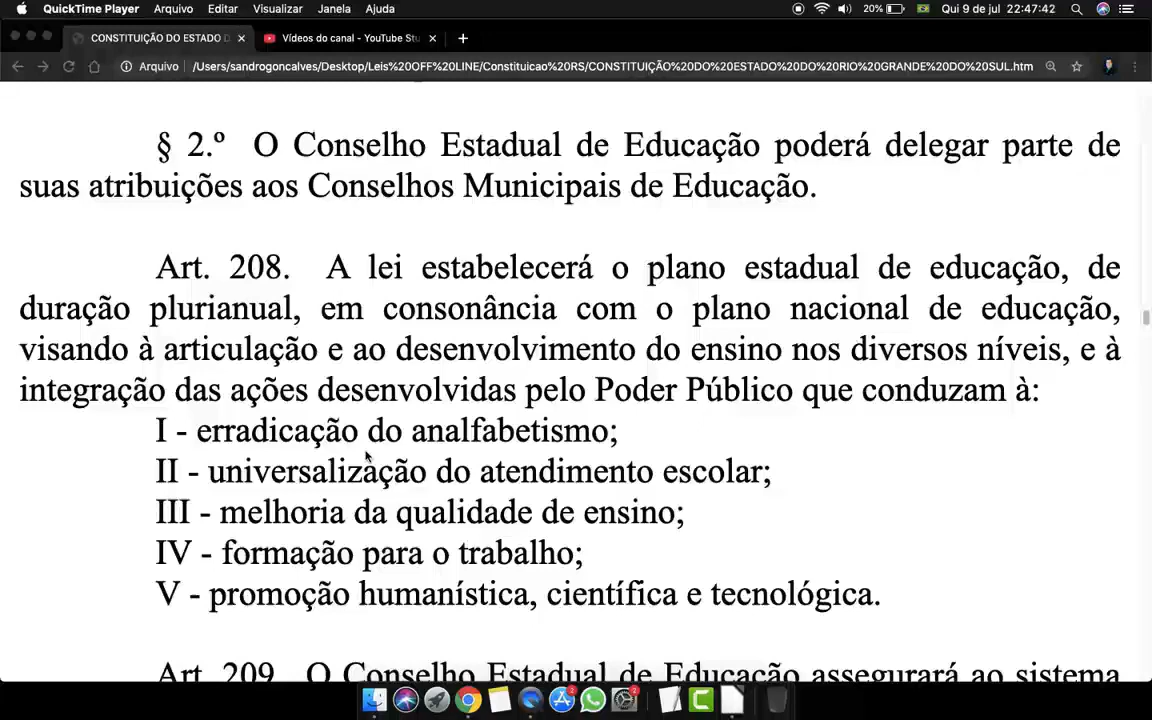 QuickTime Player Arquivo Editar Visualizar Janela Ajuda 20% Qui 9 de jul 22:47:42
CONSTITUIÇÃO DO ESTADO D Vídeos do canal - YouTube Stu
Arquivo /Users/sandrogoncalves/Desktop/Leis%20OFF%20LINE/Constituicao%20RS/CONSTITUIÇÃO%20DO%20ESTADO%20DO%20RIO%20GRANDE%20DO%20SUL.htm
§ 2.º O Conselho Estadual de Educação poderá delegar parte de
suas atribuições aos Conselhos Municipais de Educação.
Art. 208. A lei estabelecerá o plano estadual de educação, de
duração plurianual, em consonância com o plano nacional de educação,
visando à articulação e ao desenvolvimento do ensino nos diversos níveis, e à
integração das ações desenvolvidas pelo Poder Público que conduzam à:
I - erradicação do analfabetismo;
II - universalização do atendimento escolar;
III - melhoria da qualidade de ensino;
IV - formação para o trabalho;
V - promoção humanística, científica e tecnológica.
Art. 209. O Conselho Estadual de Educação assegurará ao sistema